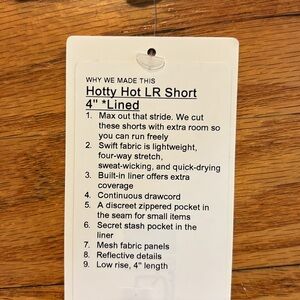 WHY WE MADE THIS
Hotty Hot LR Short
4" *Lined
1. Max out that stride. We cut
these shorts with extra room so
you can run freely
2. Swift fabric is lightweight,
four-way stretch,
sweat-wicking, and quick-drying
3. Built-in liner offers extra
coverage
4. Continuous drawcord
5. A discreet zippered pocket in
the seam for small items
6. Secret stash pocket in the
liner
7. Mesh fabric panels
8. Reflective details
9. Low rise, 4" length